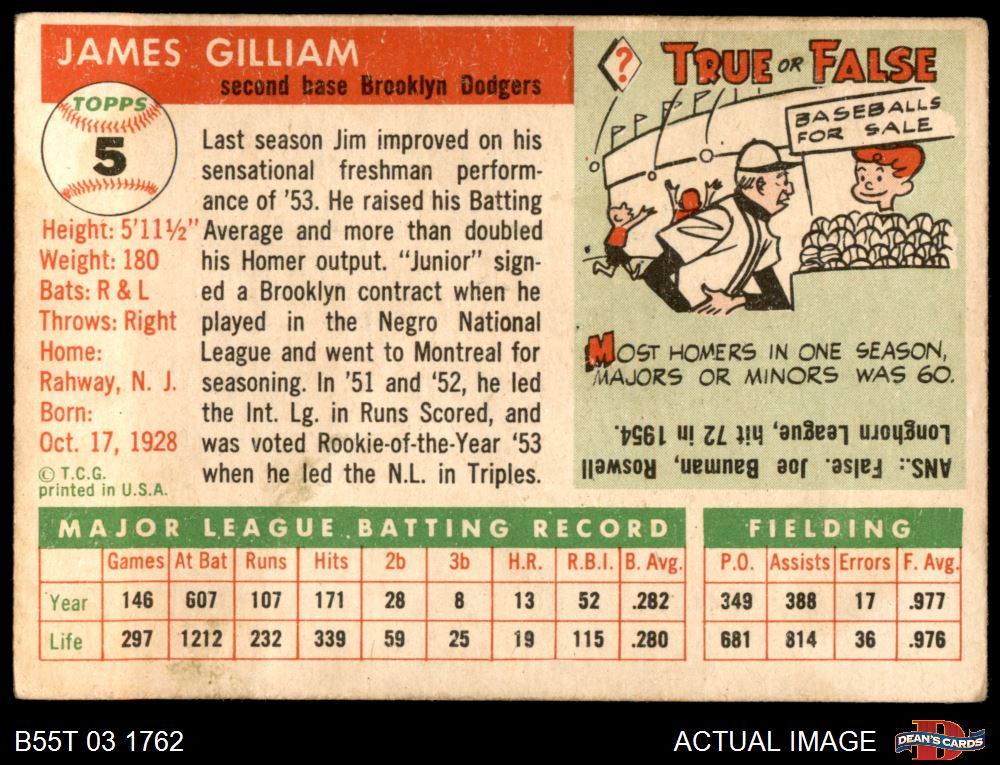 JAMES GILLIAM
second base Brooklyn Dodgers
TOPPS
5
Height: 5'11½"
Weight: 180
Bats: R & L
Throws: Right
Home:
Rahway, N. J.
Born:
Oct. 17, 1928
© T.C.G.
printed in U.S.A.
Last season Jim improved on his
sensational freshman perform-
ance of '53. He raised his Batting
Average and more than doubled
his Homer output. "Junior" sign-
ed a Brooklyn contract when he
played in the Negro National
League and went to Montreal for
seasoning. In '51 and '52, he led
the Int. Lg. in Runs Scored, and
was voted Rookie-of-the-Year '53
when he led the N.L. in Triples.
?
TRUE OR FALSE
BASEBALLS
FOR SALE
MOST HOMERS IN ONE SEASON,
MAJORS OR MINORS WAS 60.
ANS.: False. Joe Bauman, Roswell
Longhorn League, hit 72 in 1954.
MAJOR LEAGUE BATTING RECORD
Games At Bat Runs Hits 2b 3b H.R. R.B.I. B. Avg.
Year 146 607 107 171 28 8 13 52 .282
Life 297 1212 232 339 59 25 19 115 .280
FIELDING
P.O. Assists Errors F. Avg.
349 388 17 .977
681 814 36 .976
B55T 03 1762
ACTUAL IMAGE
DEAN'S CARDS